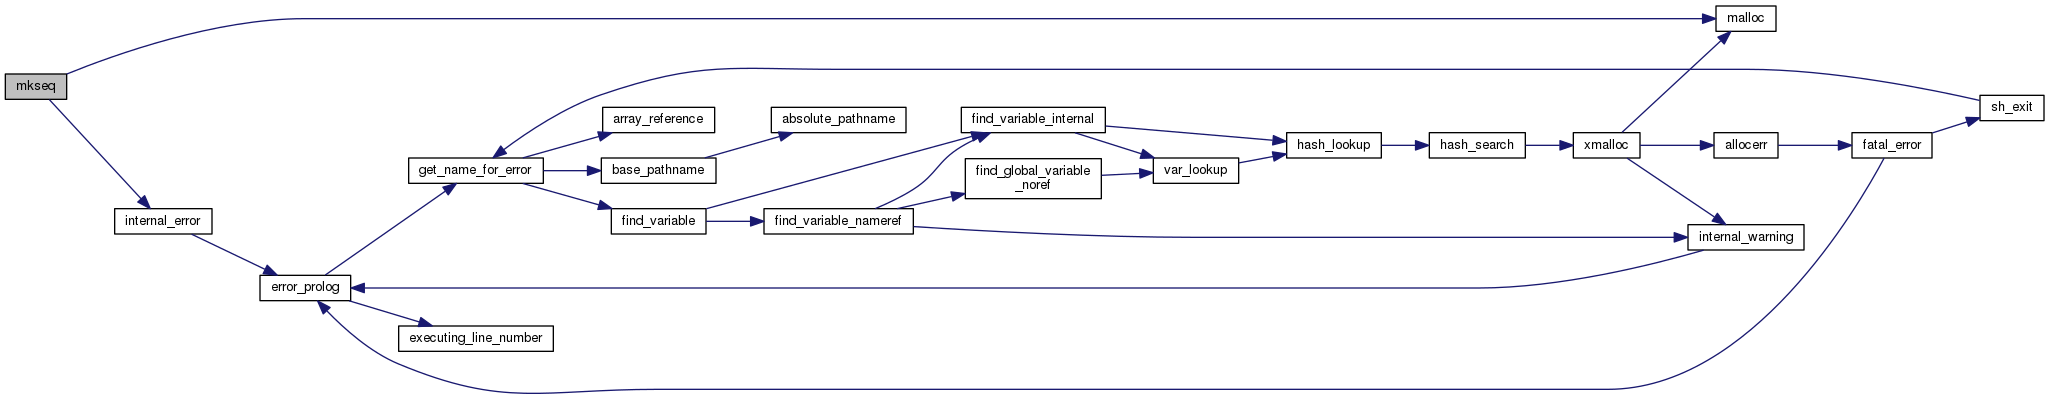 malloc
mkseq
sh_exit
array_reference
absolute_pathname
find_variable_internal
hash_lookup
hash_search
xmalloc
allocerr
fatal_error
get_name_for_error
base_pathname
find_global_variable
_noref
var_lookup
internal_error
find_variable
find_variable_nameref
internal_warning
error_prolog
executing_line_number